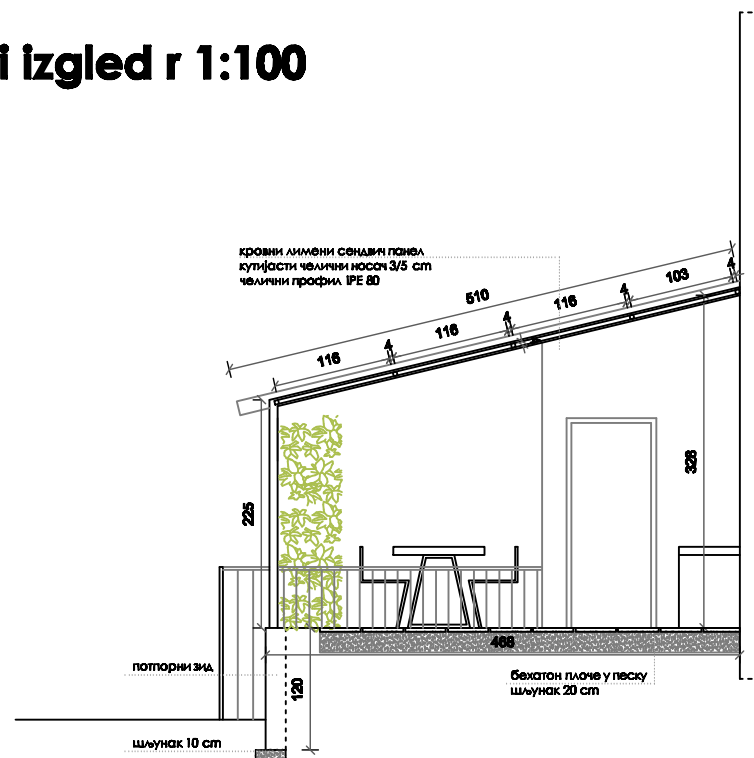 i izgled r 1:100
кровни лимени сендвич панел
кутијасти челични носач 3/5 cm
челични профил IPE 80
510
4
103
4
116
4
116
4
116
328
225
468
потпорни зид
120
бехатон плоче у песку
шљунак 20 cm
шљунак 10 cm